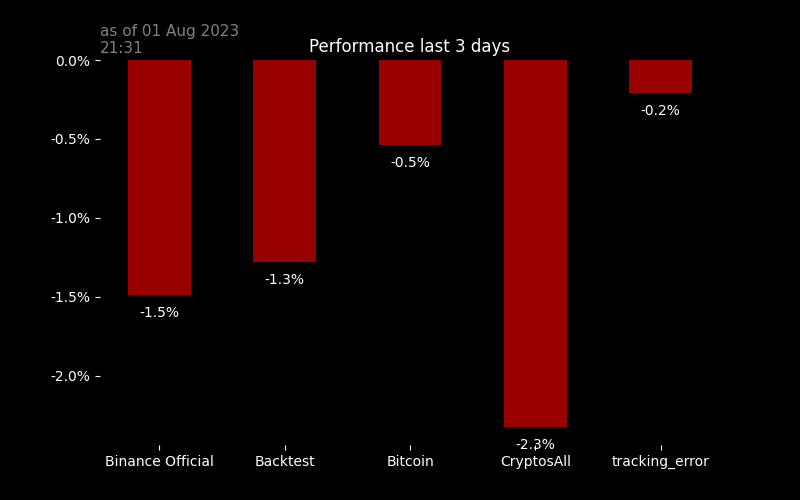 as of 01 Aug 2023
21:31
Performance last 3 days
0.0%
-0.5%
-1.0%
-1.5%
-2.0%
-1.5%
-1.3%
-0.5%
-2.3%
-0.2%
Binance Official
Backtest
Bitcoin
CryptosAll
tracking_error